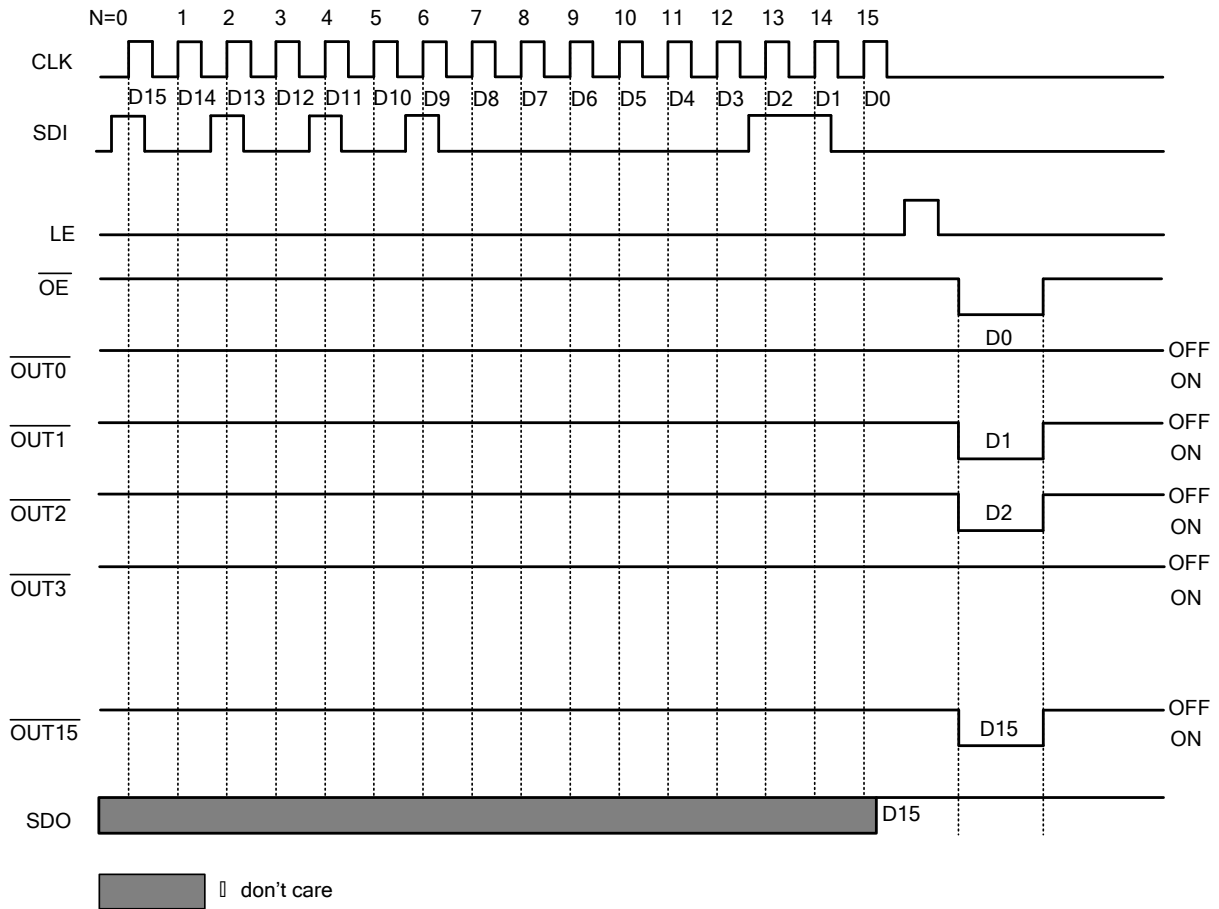 N=0 1 2 3 4 5 6 7 8 9 10 11 12 13 14 15
CLK
D15 D14 D13 D12 D11 D10 D9 D8 D7 D6 D5 D4 D3 D2 D1 D0
SDI
LE
OE
D0
OUT0 OFF
ON
OUT1 D1 OFF
ON
OUT2 D2 OFF
ON
OUT3 OFF
ON
OUT15 D15 OFF
ON
SDO D15
don't care